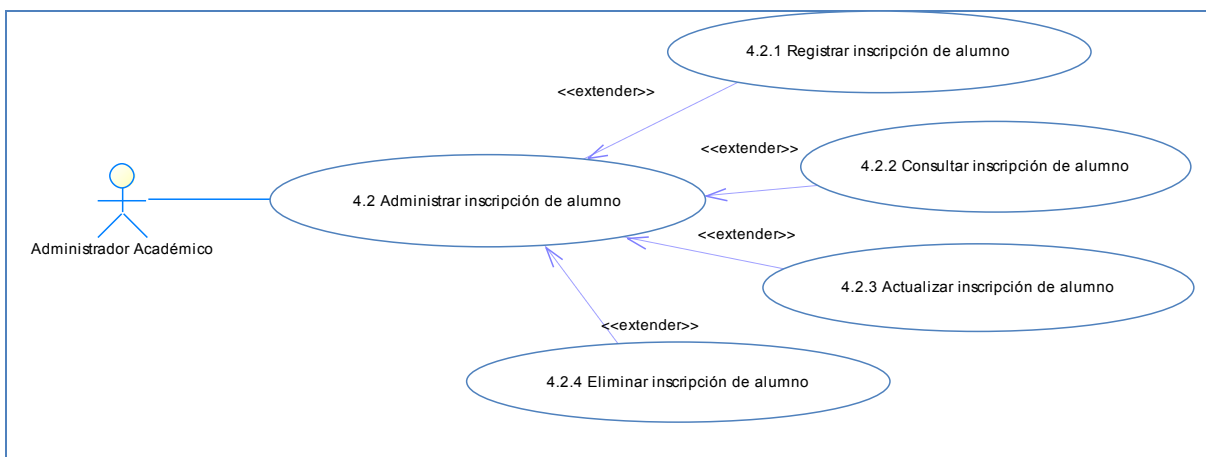 4.2.1 Registrar inscripción de alumno
<<extender>>
<<extender>>
4.2.2 Consultar inscripción de alumno
4.2 Administrar inscripción de alumno
Administrador Académico
<<extender>>
4.2.3 Actualizar inscripción de alumno
<<extender>>
4.2.4 Eliminar inscripción de alumno